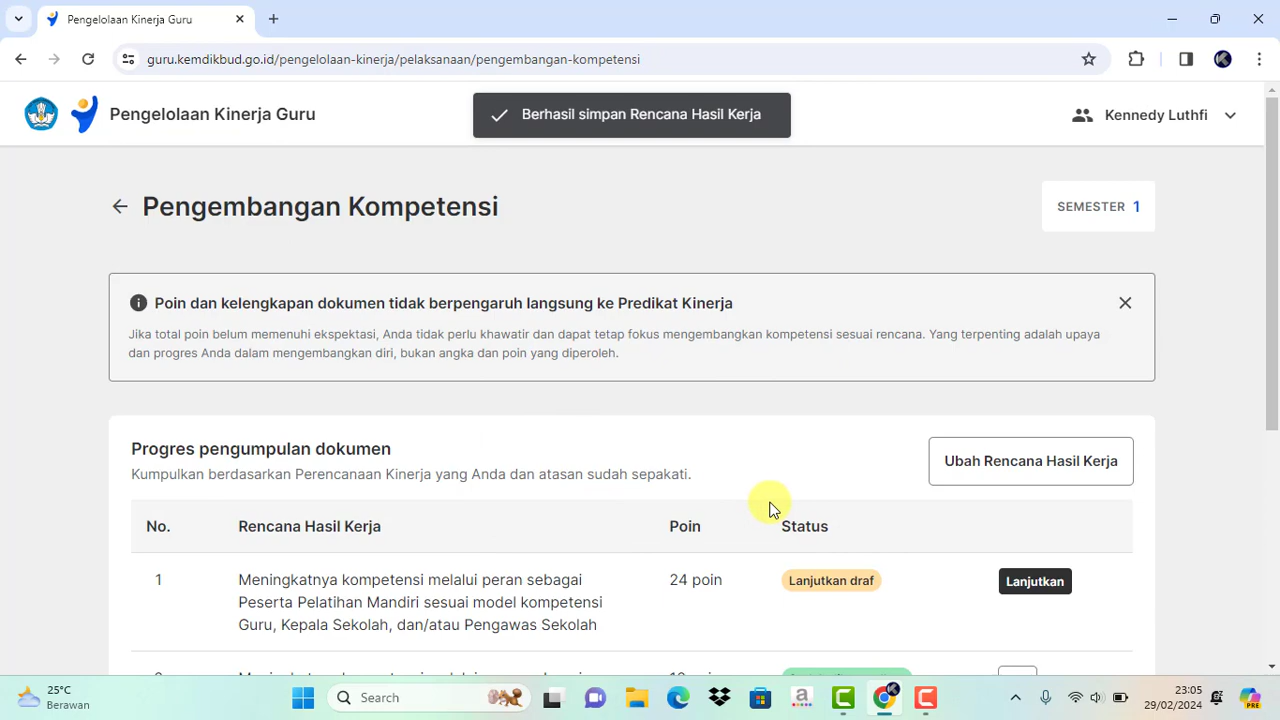 Pengelolaan Kinerja Guru
guru.kemdikbud.go.id/pengelolaan-kinerja/pelaksanaan/pengembangan-kompetensi
Pengelolaan Kinerja Guru
Berhasil simpan Rencana Hasil Kerja
Kennedy Luthfi
Pengembangan Kompetensi
SEMESTER 1
Poin dan kelengkapan dokumen tidak berpengaruh langsung ke Predikat Kinerja
Jika total poin belum memenuhi ekspektasi, Anda tidak perlu khawatir dan dapat tetap fokus mengembangkan kompetensi sesuai rencana. Yang terpenting adalah upaya
dan progres Anda dalam mengembangkan diri, bukan angka dan poin yang diperoleh.
Progres pengumpulan dokumen
Kumpulkan berdasarkan Perencanaan Kinerja yang Anda dan atasan sudah sepakati.
Ubah Rencana Hasil Kerja
No. Rencana Hasil Kerja Poin Status
1 Meningkatnya kompetensi melalui peran sebagai 24 poin Lanjutkan draf Lanjutkan
Peserta Pelatihan Mandiri sesuai model kompetensi
Guru, Kepala Sekolah, dan/atau Pengawas Sekolah
25°C
Berawan
Search
23:05
29/02/2024
PRE